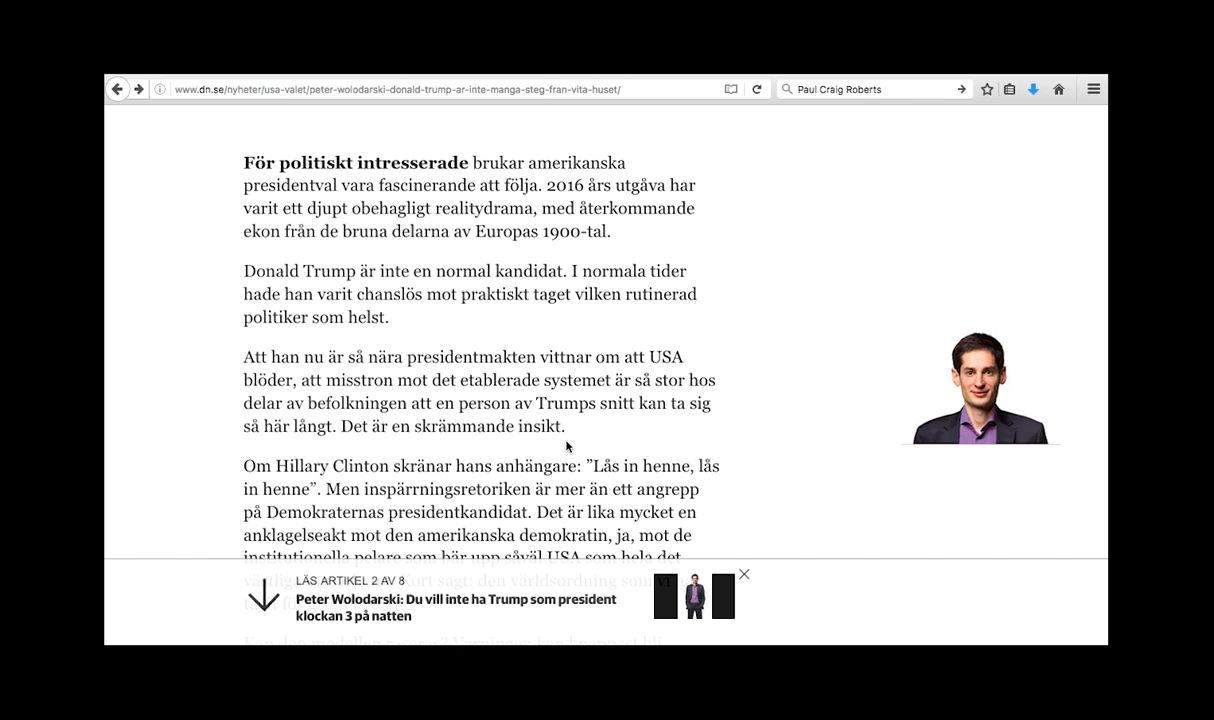 www.dn.se/nyheter/usa-valet/peter-wolodarski-donald-trump-ar-inte-manga-steg-fran-vita-huset/
Paul Craig Roberts
För politiskt intresserade brukar amerikanska
presidentval vara fascinerande att följa. 2016 års utgåva har
varit ett djupt obehagligt realitydrama, med återkommande
ekon från de bruna delarna av Europas 1900-tal.
Donald Trump är inte en normal kandidat. I normala tider
hade han varit chanslös mot praktiskt taget vilken rutinerad
politiker som helst.
Att han nu är så nära presidentmakten vittnar om att USA
blöder, att misstron mot det etablerade systemet är så stor hos
delar av befolkningen att en person av Trumps snitt kan ta sig
så här långt. Det är en skrämmande insikt.
Om Hillary Clinton skränar hans anhängare: ”Lås in henne, lås
in henne”. Men inspärrningsretoriken är mer än ett angrepp
på Demokraternas presidentkandidat. Det är lika mycket en
anklagelseakt mot den amerikanska demokratin, ja, mot de
institutionella pelare som bär upp såväl USA som hela det
Kort sagt: den världsordning som vi
LÄS ARTIKEL 2 AV 8
Peter Wolodarski: Du vill inte ha Trump som president
klockan 3 på natten